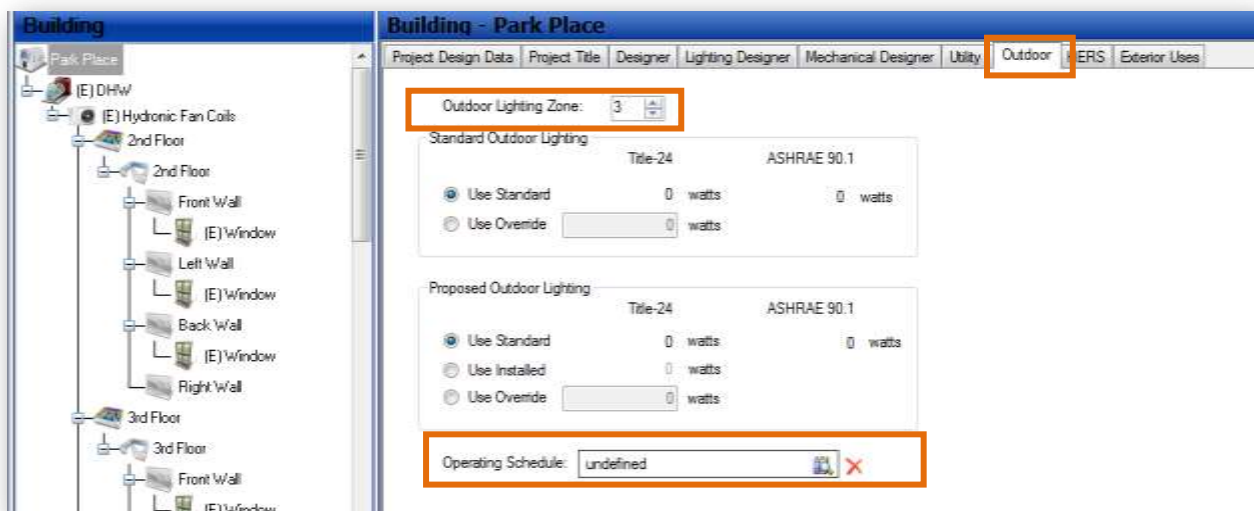 Building
Park Place
(E) DHW
(E) Hydronic Fan Coils
2nd Floor
2nd Floor
Front Wall
(E) Window
Left Wall
(E) Window
Back Wall
(E) Window
Right Wall
3rd Floor
3rd Floor
Front Wall
(E) Window
Building - Park Place
Project Design Data Project Title Designer Lighting Designer Mechanical Designer Utility Outdoor HERS Exterior Uses
Outdoor Lighting Zone: 3
Standard Outdoor Lighting
Title-24 ASHRAE 90.1
Use Standard 0 watts 0 watts
Use Override 0 watts
Proposed Outdoor Lighting
Title-24 ASHRAE 90.1
Use Standard 0 watts 0 watts
Use Installed 0 watts
Use Override 0 watts
Operating Schedule: undefined